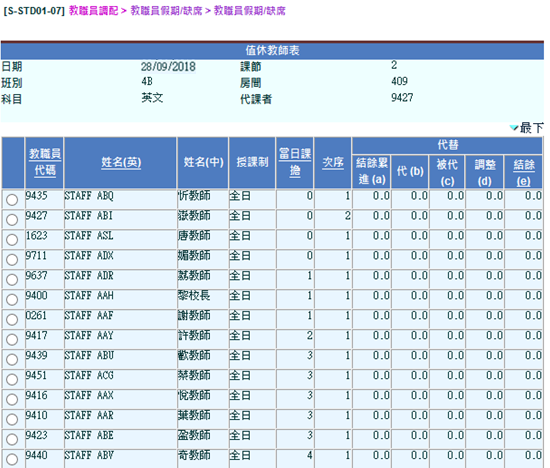 [S-STD01-07] 教職員調配 > 教職員假期/缺席 > 教職員假期/缺席
值休教師表
日期 28/09/2018 課節 2
班別 4B 房間 409
科目 英文 代課者 9427
最下
教職員代碼 姓名(英) 姓名(中) 授課制 當日課擔 次序 代替
結餘累進 (a) 代 (b) 被代 (c) 調整 (d) 結餘 (e)
9435 STAFF ABQ 忻教師 全日 0 1 0.0 0.0 0.0 0.0 0.0
9427 STAFF ABI 嶽教師 全日 0 2 0.0 0.0 0.0 0.0 0.0
1623 STAFF ASL 唐教師 全日 0 1 0.0 0.0 0.0 0.0 0.0
9711 STAFF ADX 媚教師 全日 0 1 0.0 0.0 0.0 0.0 0.0
9637 STAFF ADR 荔教師 全日 1 1 0.0 0.0 0.0 0.0 0.0
9400 STAFF AAH 黎校長 全日 1 1 0.0 0.0 0.0 0.0 0.0
0261 STAFF AAF 謝教師 全日 1 1 0.0 0.0 0.0 0.0 0.0
9417 STAFF AAY 許教師 全日 2 1 0.0 0.0 0.0 0.0 0.0
9439 STAFF ABU 歡教師 全日 3 1 0.0 0.0 0.0 0.0 0.0
9451 STAFF ACG 禁教師 全日 3 1 0.0 0.0 0.0 0.0 0.0
9416 STAFF AAX 悅教師 全日 3 1 0.0 0.0 0.0 0.0 0.0
9410 STAFF AAR 葉教師 全日 3 1 0.0 0.0 0.0 0.0 0.0
9423 STAFF ABE 盈教師 全日 3 1 0.0 0.0 0.0 0.0 0.0
9440 STAFF ABV 奇教師 全日 4 1 0.0 0.0 0.0 0.0 0.0